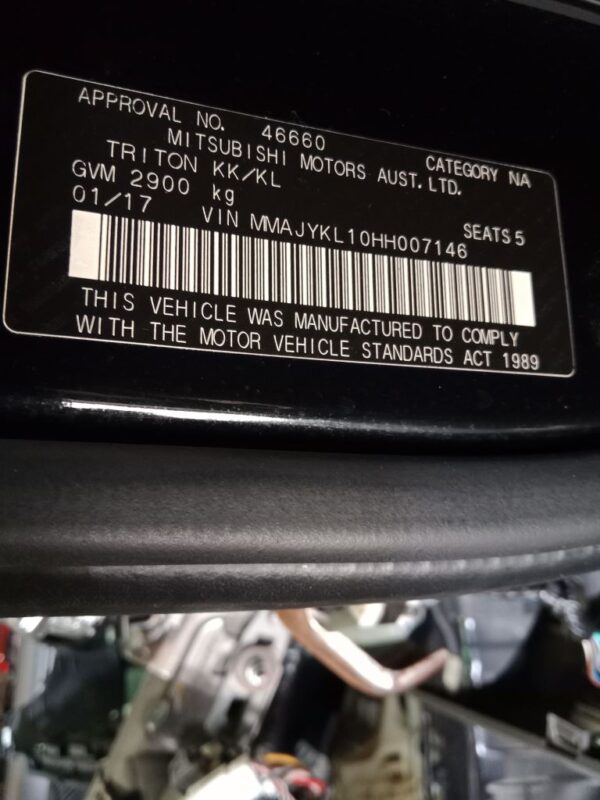 APPROVAL NO. 46660 CATEGORY NA
MITSUBISHI MOTORS AUST. LTD.
TRITON KK/KL
GVM 2900 kg SEATS 5
01/17 VIN MMAJYKL10HH007146
THIS VEHICLE WAS MANUFACTURED TO COMPLY
WITH THE MOTOR VEHICLE STANDARDS ACT 1989